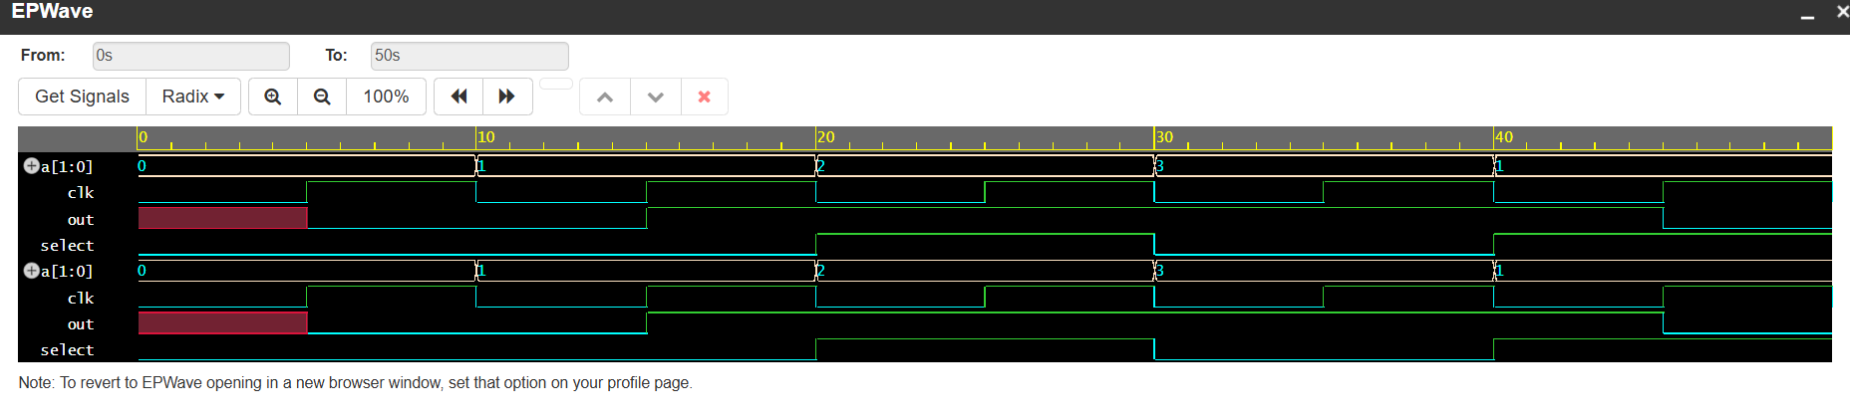 EPWave
From: 0s To: 50s
Get Signals Radix 100%
0 10 20 30 40
a[1:0] 0 1 2 3 1
clk
out
select
a[1:0] 0 1 2 3 1
clk
out
select
Note: To revert to EPWave opening in a new browser window, set that option on your profile page.